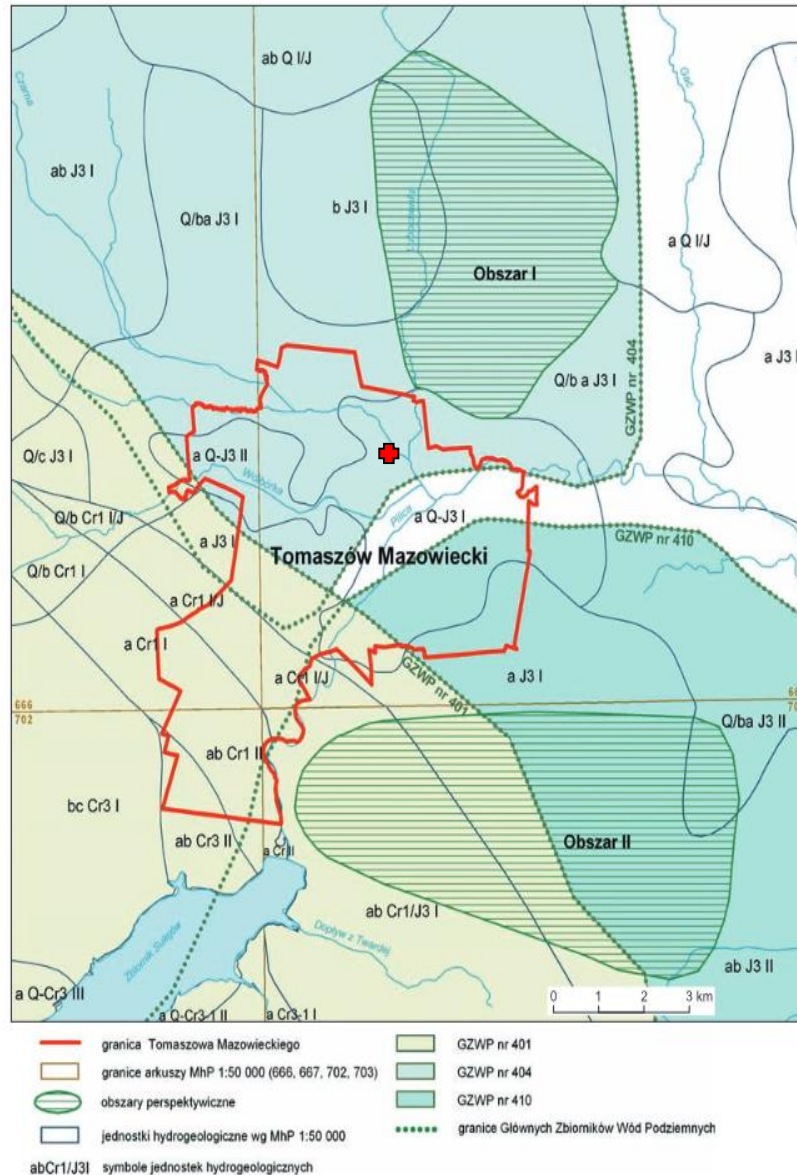 ab Q I/J
Czarna
Gać
ab J3 I
Q/ba J3 I
b J3 I
Lubochenka
a Q I/J
Obszar I
a J3 I
Q/b a J3 I
GZWP nr 404
Q/c J3 I
a Q-J3 II
Wolbórka
Q/b Cr1 I/J
Pilica
a Q-J3 I
GZWP nr 410
a J3 I
Tomaszów Mazowiecki
Q/b Cr1 I
a Cr1 I/J
a Cr1 I
a Cr1 I/J
a J3 I
GZWP nr 401
666
702
Q/ba J3 II
ab Cr1 II
bc Cr3 I
Obszar II
ab Cr3 II
a Cr II
ab Cr1/J3 I
Zbiornik Sulejów
Dopływ z Twardej
ab J3 II
a Q-Cr3 III
a Q-Cr3-1 II
a Cr3-1 I
0 1 2 3 km
granica Tomaszowa Mazowieckiego
granice arkuszy MhP 1:50 000 (666, 667, 702, 703)
obszary perspektywiczne
jednostki hydrogeologiczne wg MhP 1:50 000
abCr1/J3I symbole jednostek hydrogeologicznych
GZWP nr 401
GZWP nr 404
GZWP nr 410
granice Głównych Zbiorników Wód Podziemnych